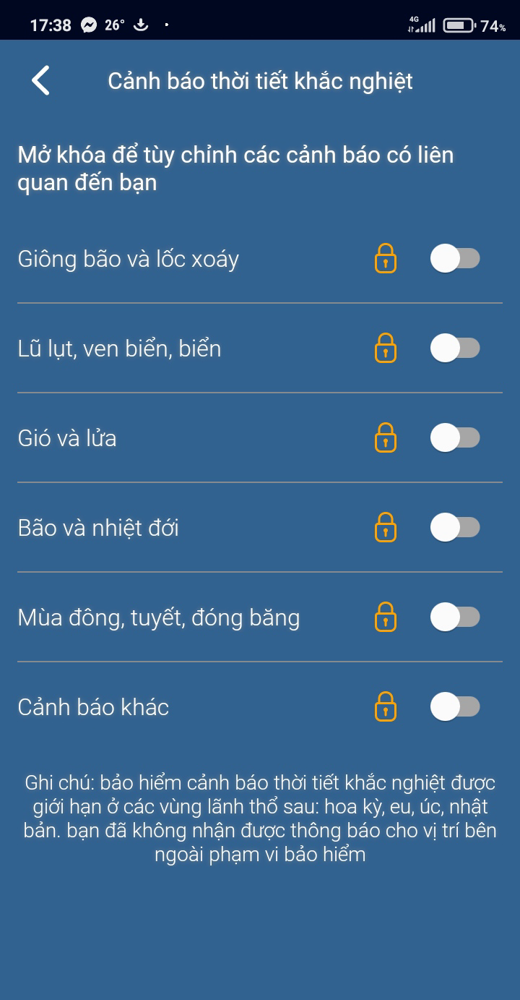 17:38 26° 4G 74%
Cảnh báo thời tiết khắc nghiệt
Mở khóa để tùy chỉnh các cảnh báo có liên
quan đến bạn
Giông bão và lốc xoáy
Lũ lụt, ven biển, biển
Gió và lửa
Bão và nhiệt đới
Mùa đông, tuyết, đóng băng
Cảnh báo khác
Ghi chú: bảo hiểm cảnh báo thời tiết khắc nghiệt được
giới hạn ở các vùng lãnh thổ sau: hoa kỳ, eu, úc, nhật
bản. bạn đã không nhận được thông báo cho vị trí bên
ngoài phạm vi bảo hiểm